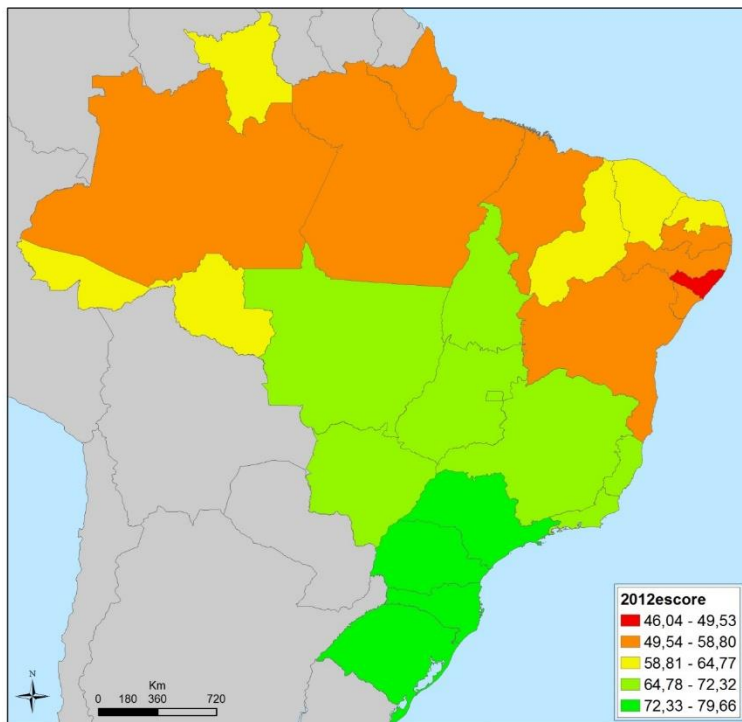 2012escore
46,04 - 49,53
49,54 - 58,80
58,81 - 64,77
64,78 - 72,32
72,33 - 79,66
N
Km
0 180 360 720